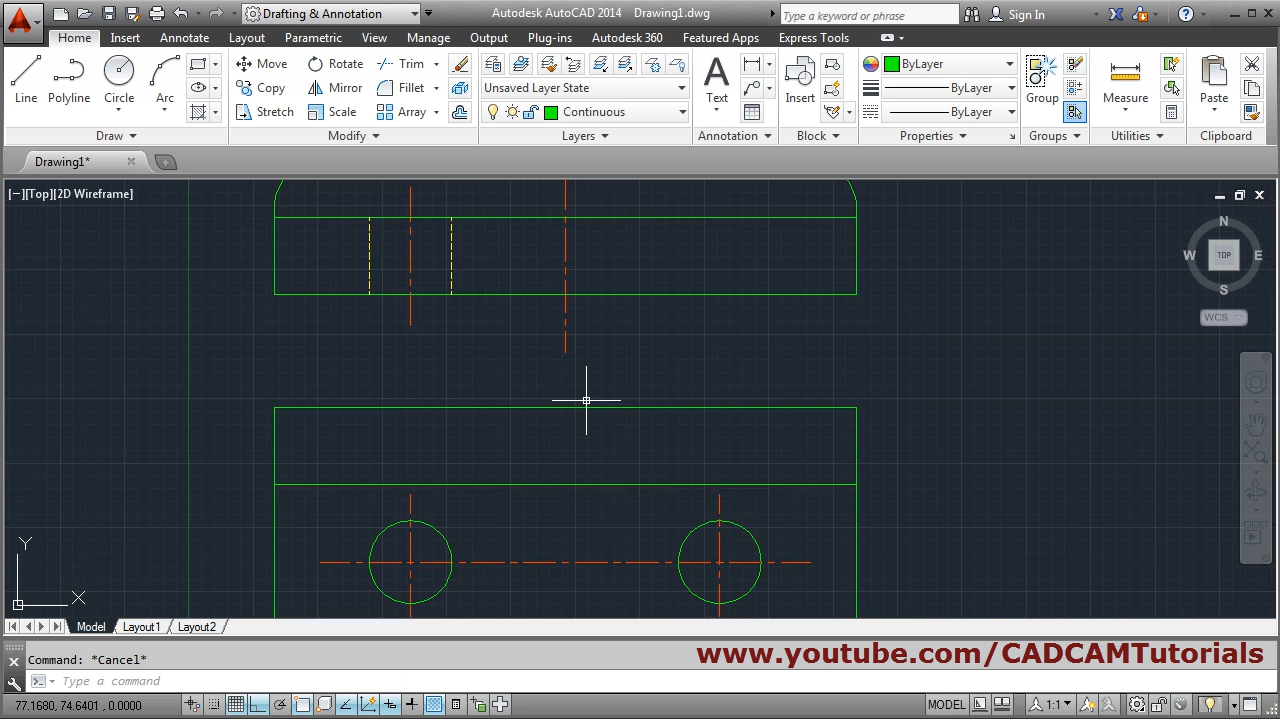 Drafting & Annotation
Autodesk AutoCAD 2014 Drawing1.dwg
Type a keyword or phrase
Sign In
Home Insert Annotate Layout Parametric View Manage Output Plug-ins Autodesk 360 Featured Apps Express Tools
Line
Polyline
Circle
Arc
Draw
Move Rotate Trim
Copy Mirror Fillet
Stretch Scale Array
Modify
Unsaved Layer State
Continuous
Layers
Text
Annotation
Insert
Block
ByLayer
ByLayer
ByLayer
Properties
Group
Groups
Measure
Utilities
Paste
Clipboard
Drawing1*
[−][Top][2D Wireframe]
N
W TOP E
S
WCS
Y
X
Model Layout1 Layout2
Command: *Cancel*
www.youtube.com/CADCAMTutorials
Type a command
77.1680, 74.6401 , 0.0000
MODEL
1:1